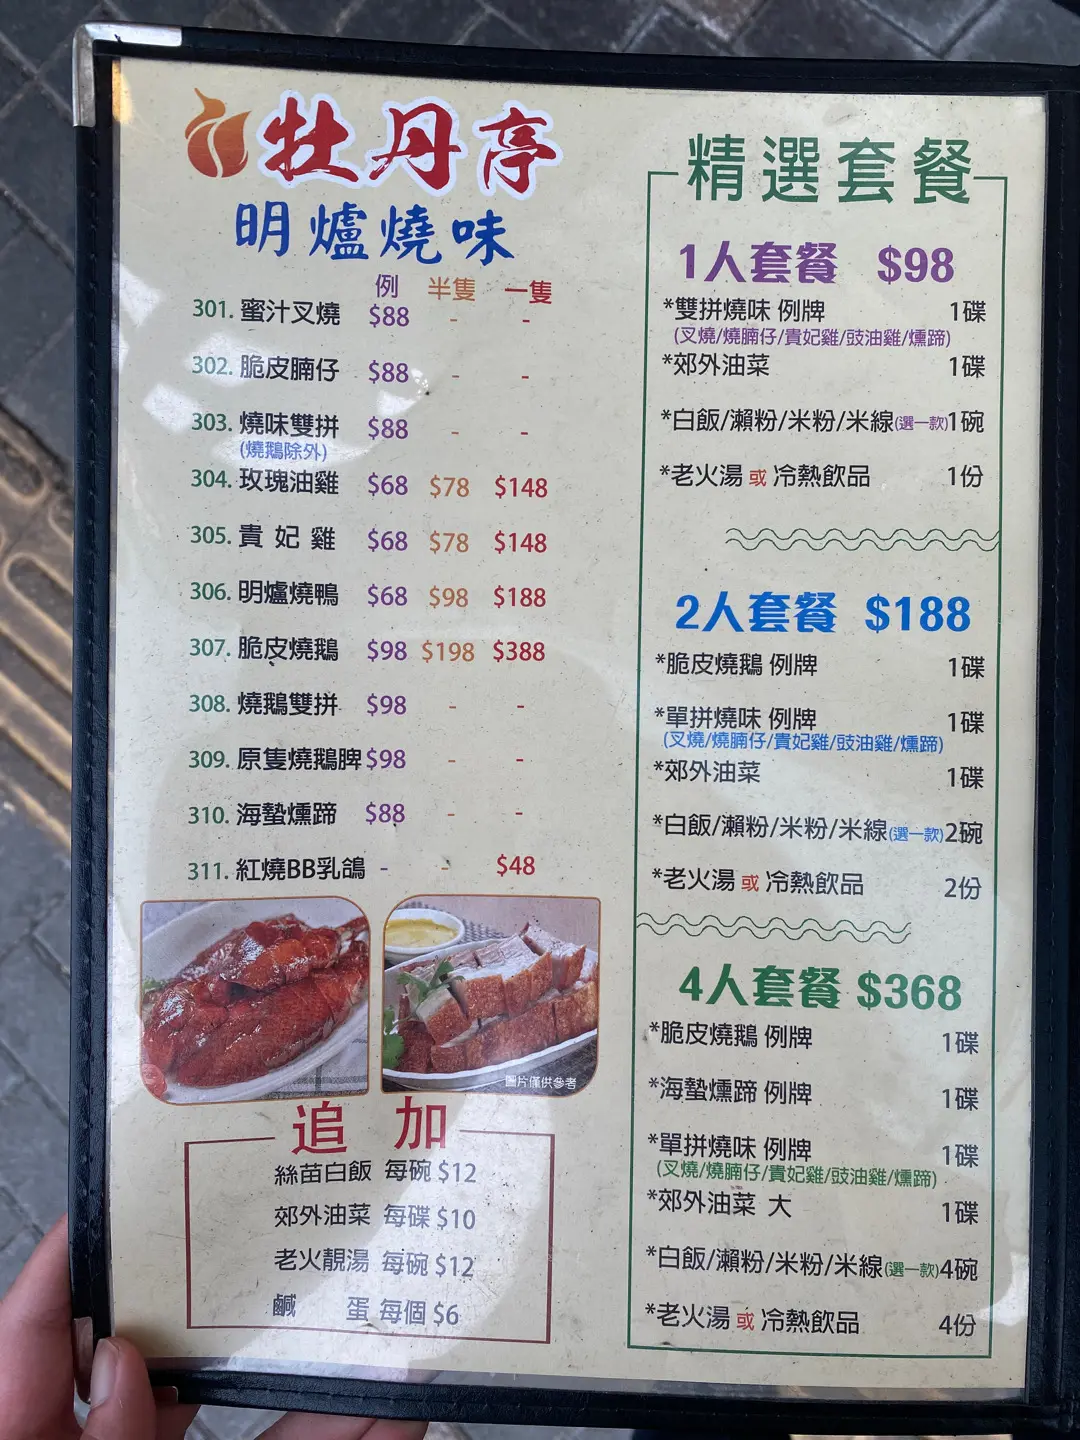 牡丹亭
明爐燒味
例 半隻 一隻
301. 蜜汁叉燒 $88 - -
302. 脆皮腩仔 $88 - -
303. 燒味雙拼 $88 - -
(燒鵝除外)
304. 玫瑰油雞 $68 $78 $148
305. 貴妃雞 $68 $78 $148
306. 明爐燒鴨 $68 $98 $188
307. 脆皮燒鵝 $98 $198 $388
308. 燒鵝雙拼 $98 - -
309. 原隻燒鵝脾 $98 - -
310. 海蟄燻蹄 $88 - -
311. 紅燒BB乳鴿 - - $48
圖片僅供參考
追加
絲苗白飯 每碗 $12
郊外油菜 每碟 $10
老火靚湯 每碗 $12
鹹蛋 每個 $6
精選套餐
1人套餐 $98
*雙拼燒味 例牌 1碟
(叉燒/燒腩仔/貴妃雞/豉油雞/燻蹄)
*郊外油菜 1碟
*白飯/瀨粉/米粉/米線(選一款) 1碗
*老火湯 或 冷熱飲品 1份
2人套餐 $188
*脆皮燒鵝 例牌 1碟
*單拼燒味 例牌 1碟
(叉燒/燒腩仔/貴妃雞/豉油雞/燻蹄)
*郊外油菜 1碟
*白飯/瀨粉/米粉/米線(選一款) 2碗
*老火湯 或 冷熱飲品 2份
4人套餐 $368
*脆皮燒鵝 例牌 1碟
*海蟄燻蹄 例牌 1碟
*單拼燒味 例牌 1碟
(叉燒/燒腩仔/貴妃雞/豉油雞/燻蹄)
*郊外油菜 大 1碟
*白飯/瀨粉/米粉/米線(選一款) 4碗
*老火湯 或 冷熱飲品 4份